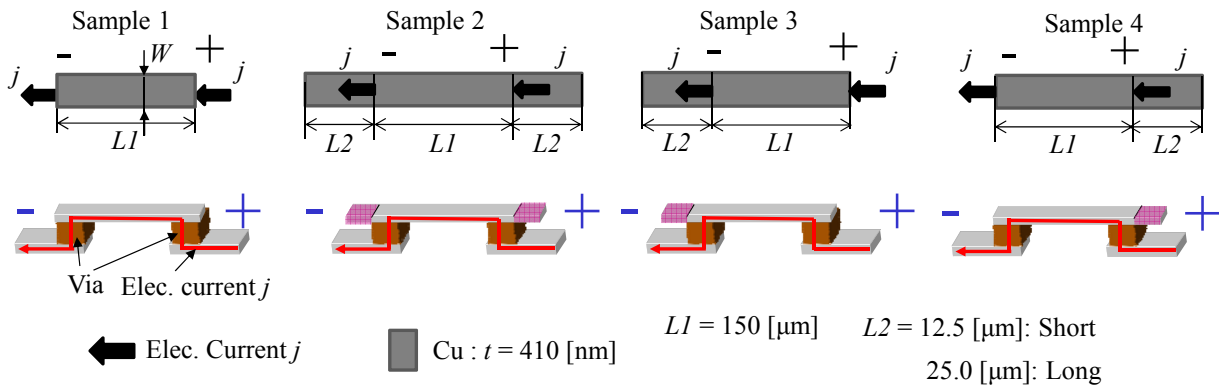 Sample 1
Sample 2
Sample 3
Sample 4
- W + j j
- + j j
- + j j
- + j j
L1
L2 L1 L2
L2 L1
L1 L2
- +
- +
- +
- +
Via
Elec. current j
Elec. Current j
Cu : t = 410 [nm]
L1 = 150 [μm]
L2 = 12.5 [μm]: Short
25.0 [μm]: Long